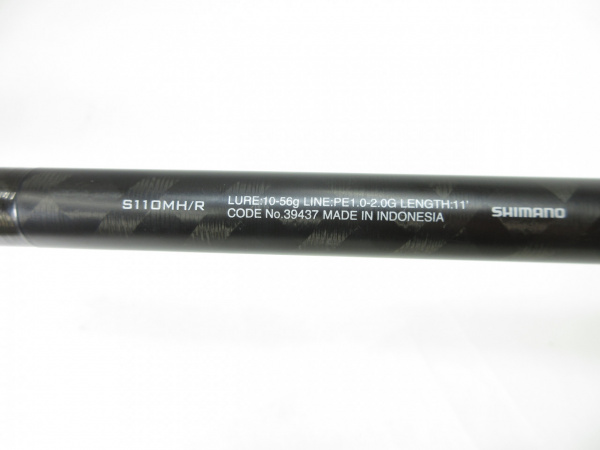 S110MH/R
LURE:10-56g LINE:PE1.0-2.0G LENGTH:11'
CODE No.39437 MADE IN INDONESIA
SHIMANO